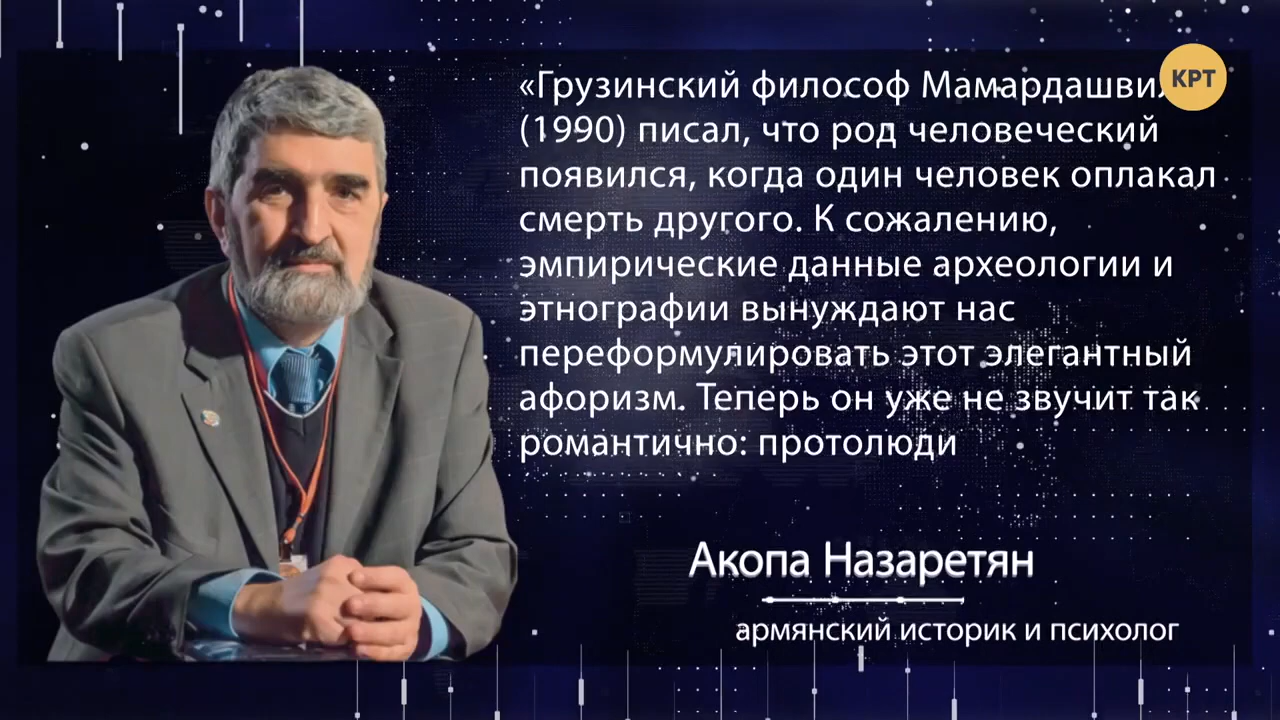 «Грузинский философ Мамардашвил
КРТ
(1990) писал, что род человеческий
появился, когда один человек оплакал
смерть другого. К сожалению,
эмпирические данные археологии и
этнографии вынуждают нас
переформулировать этот элегантный
афоризм. Теперь он уже не звучит так
романтично: протолюди
Акопа Назаретян
армянский историк и психолог